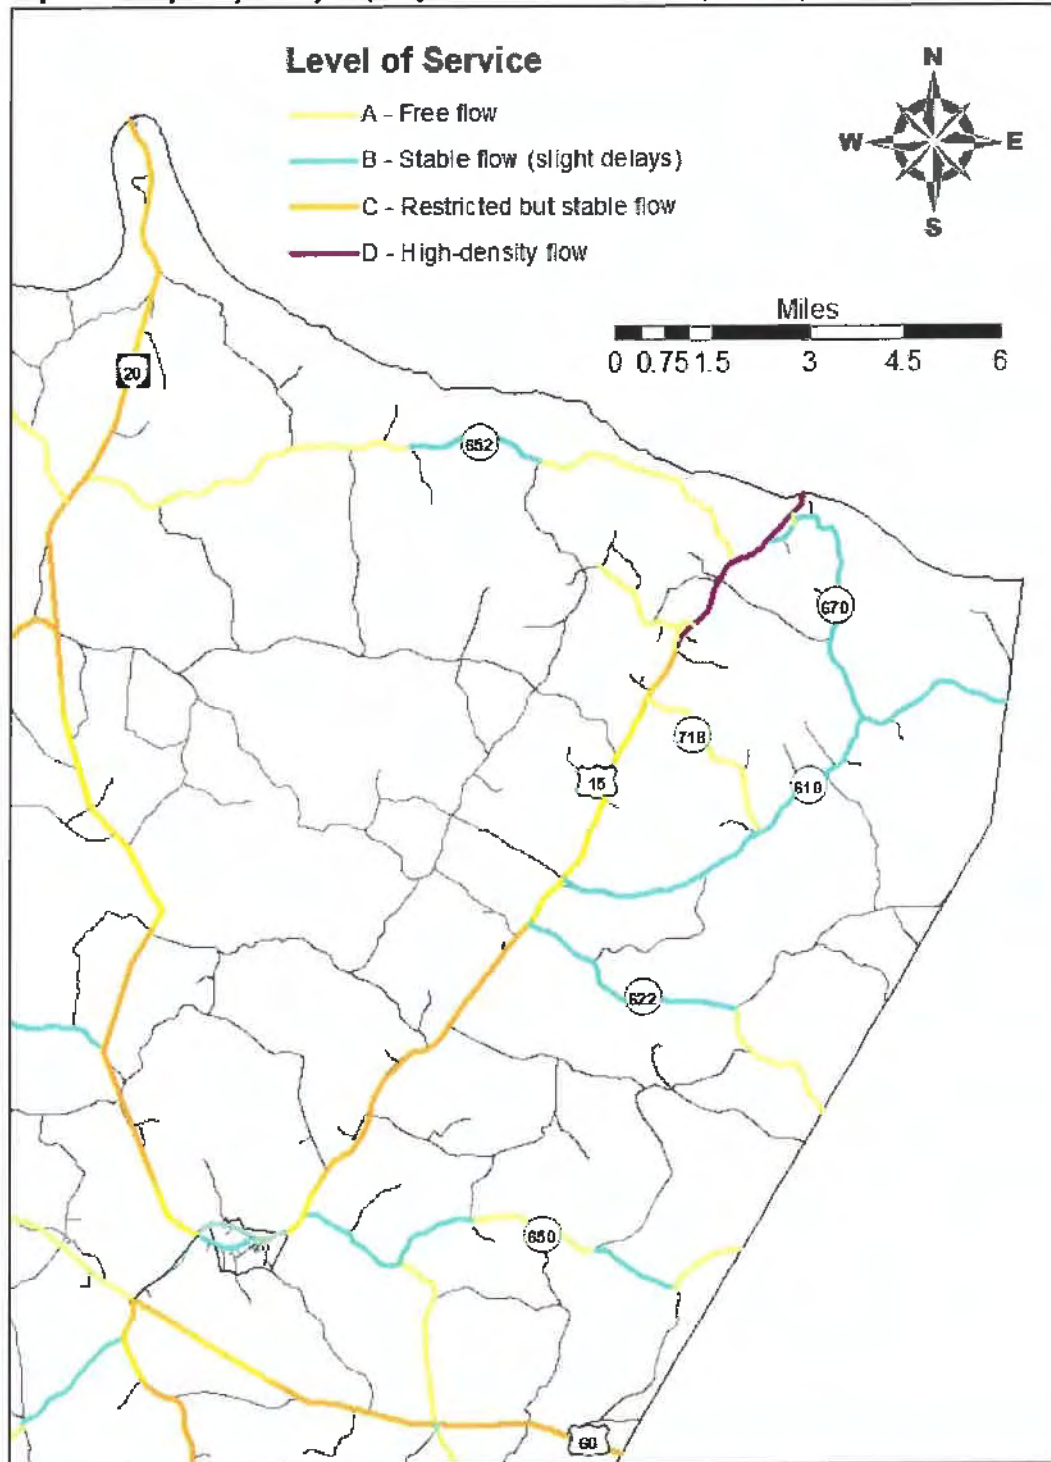 Level of Service
A - Free flow
B - Stable flow (slight delays)
C - Restricted but stable flow
D - High-density flow
N
W E
S
Miles
0 0.75 1.5 3 4.5 6
20
652
670
718
15
610
622
650
60